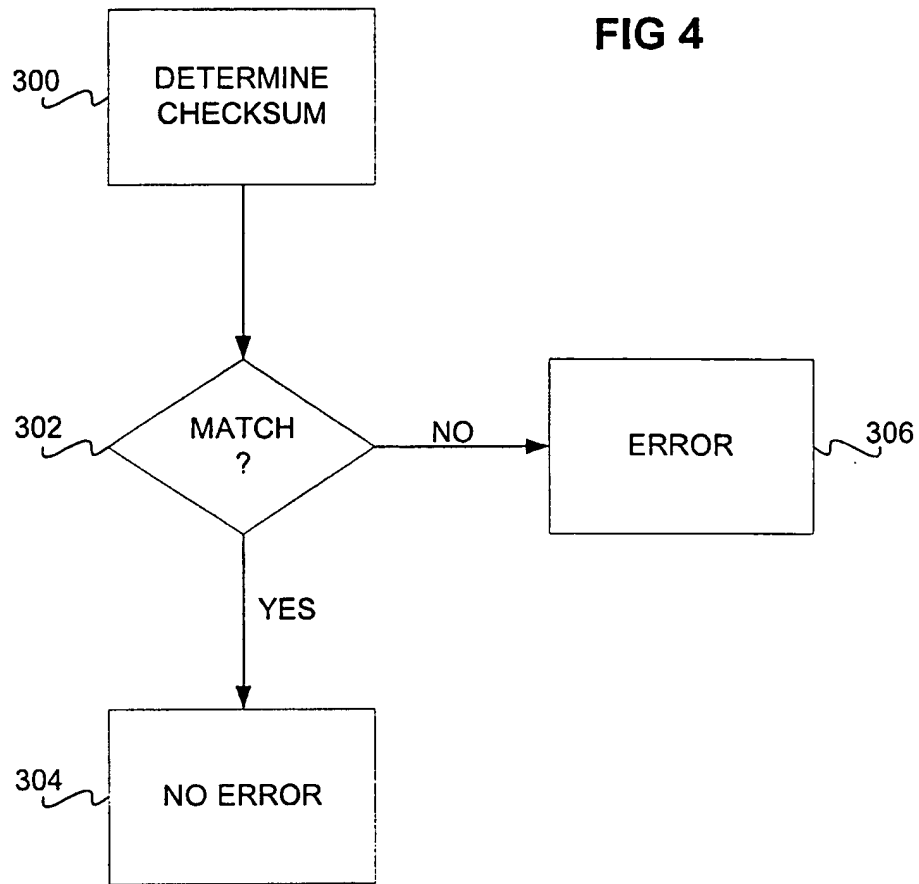 FIG 4
300
DETERMINE
CHECKSUM
302
MATCH
?
NO
ERROR
306
YES
304
NO ERROR